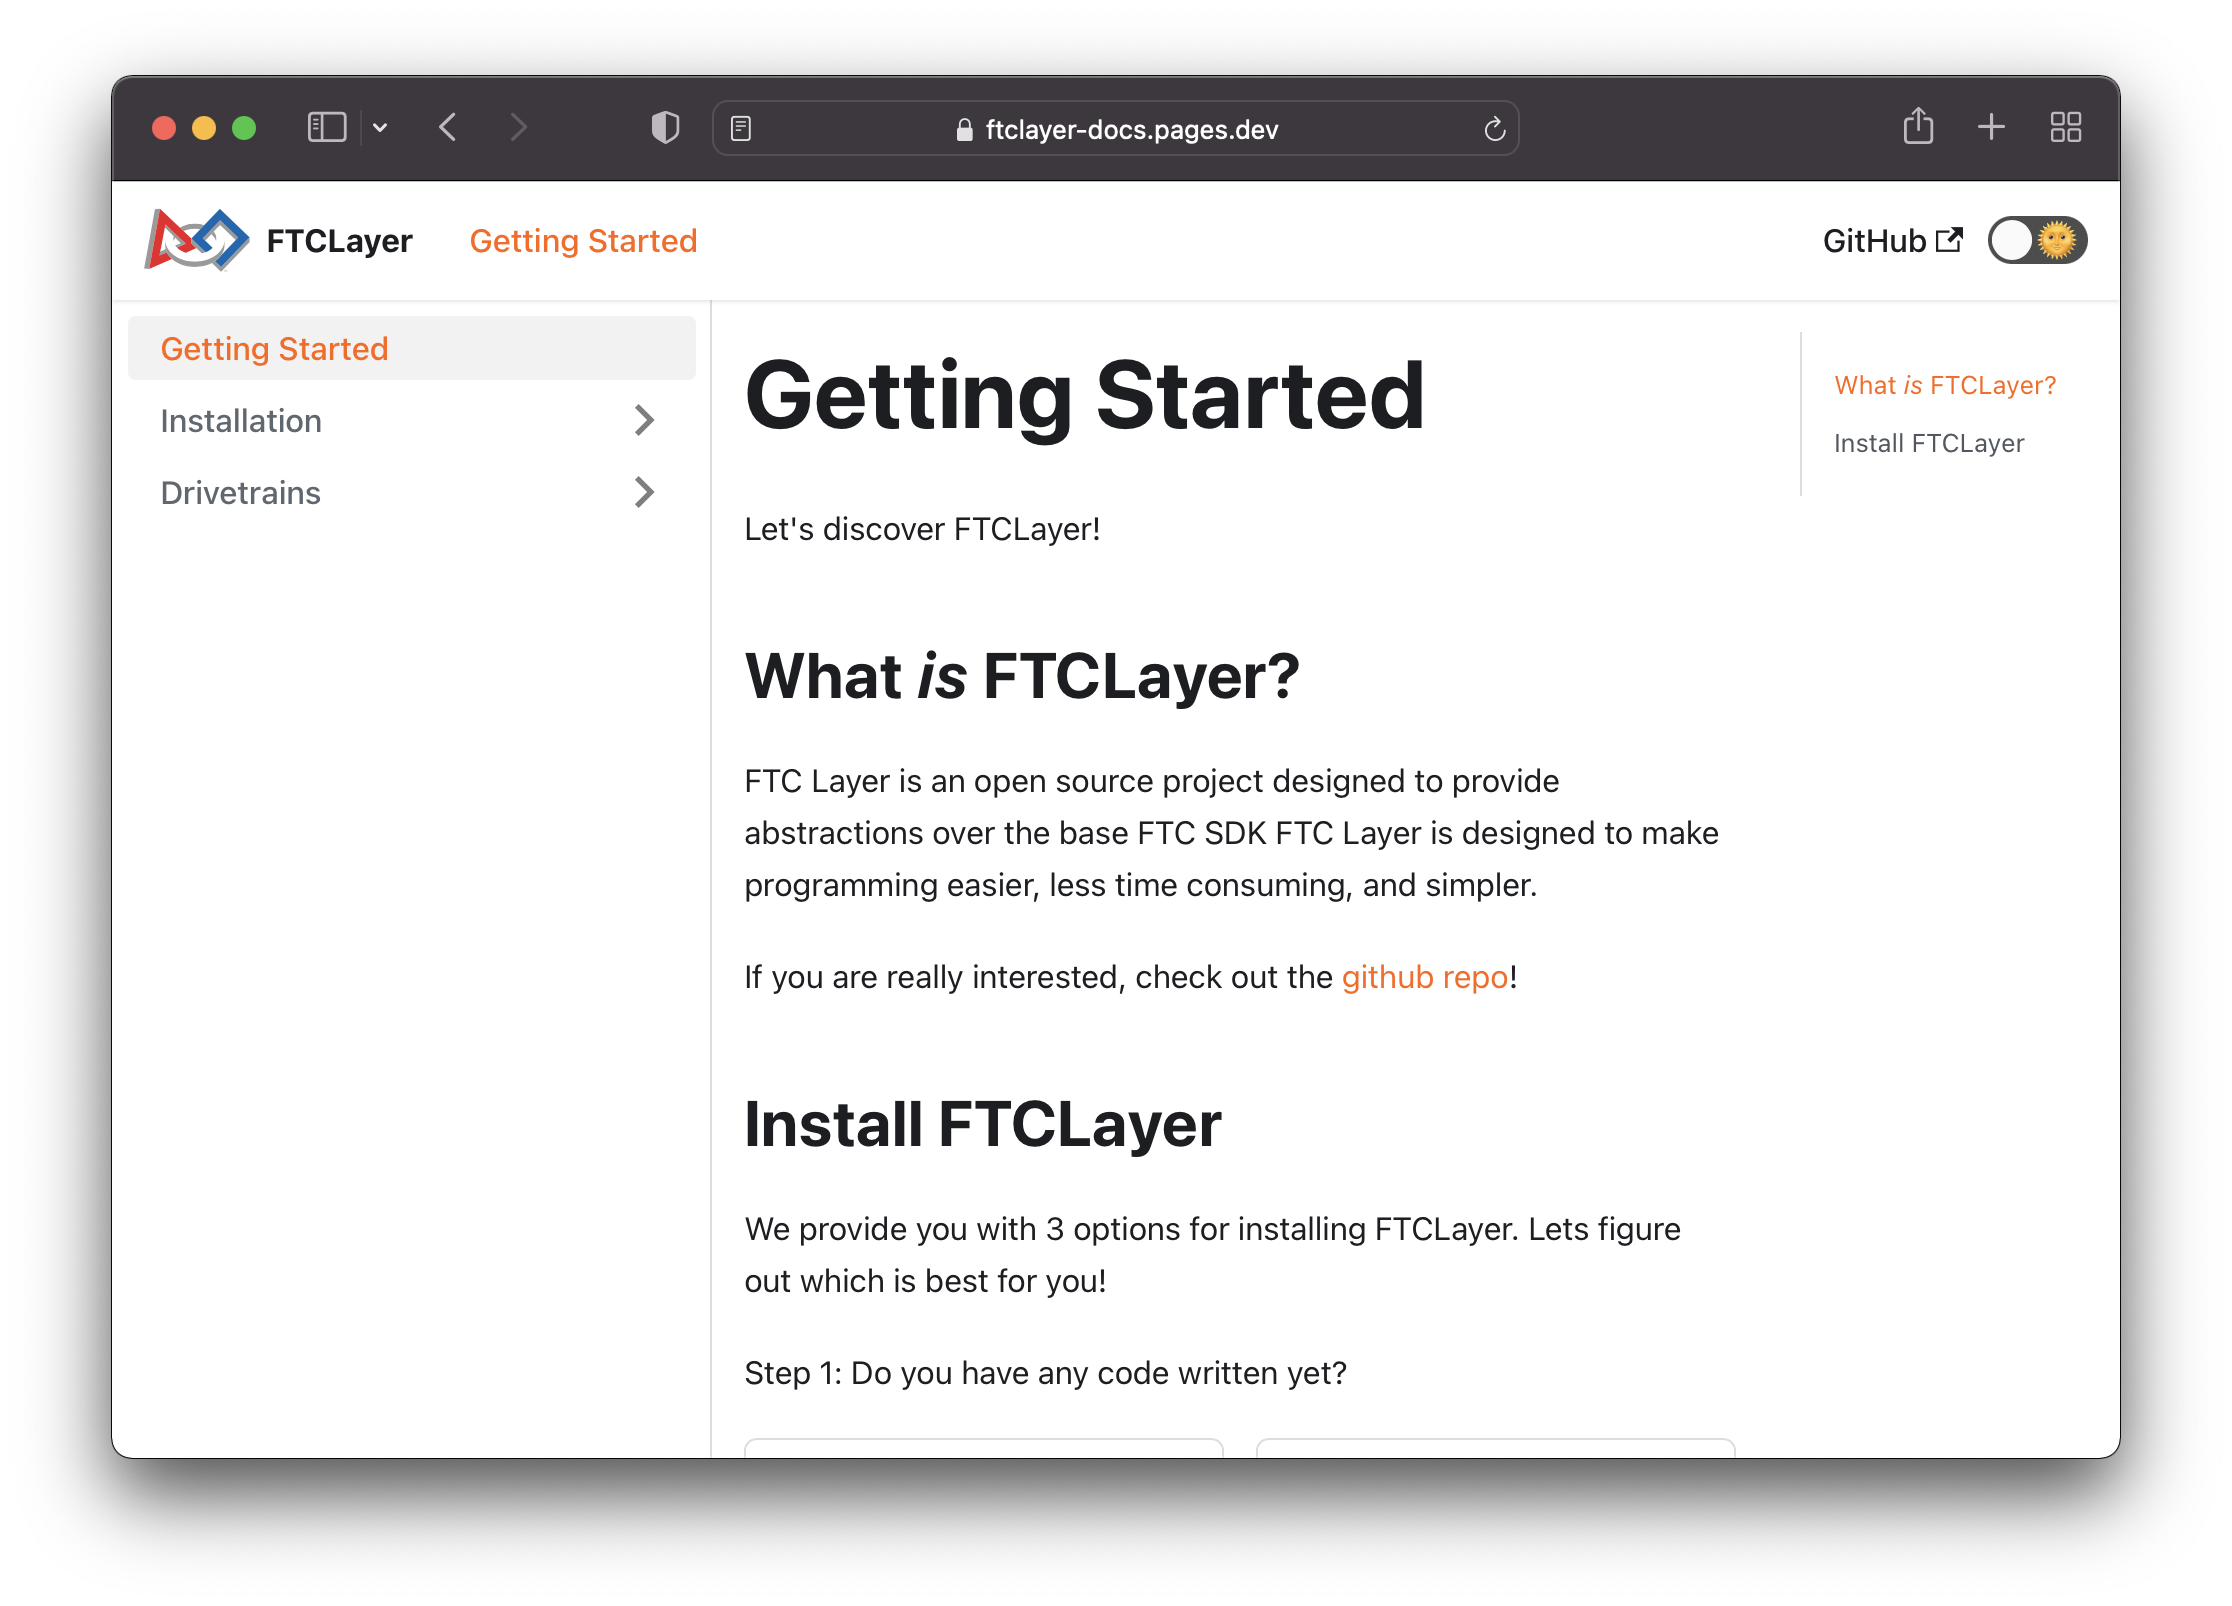 ftclayer-docs.pages.dev
FTCLayer
Getting Started
GitHub
Getting Started
Installation
Drivetrains
Getting Started
Let's discover FTCLayer!
What is FTCLayer?
FTC Layer is an open source project designed to provide
abstractions over the base FTC SDK FTC Layer is designed to make
programming easier, less time consuming, and simpler.
If you are really interested, check out the github repo!
Install FTCLayer
We provide you with 3 options for installing FTCLayer. Lets figure
out which is best for you!
Step 1: Do you have any code written yet?
What is FTCLayer?
Install FTCLayer